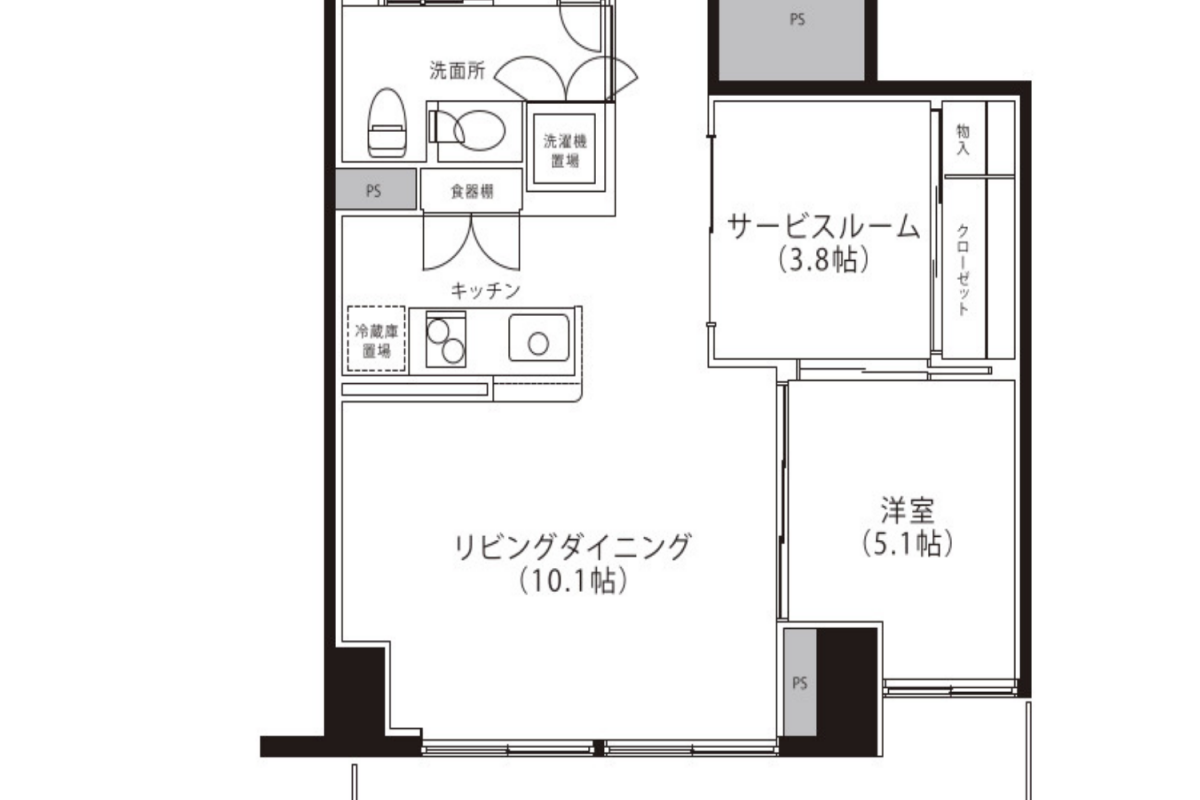 PS
洗面所
洗濯機
置場
物
入
PS
食器棚
サービスルーム
(3.8帖)
クローゼット
キッチン
冷蔵庫
置場
洋室
(5.1帖)
リビングダイニング
(10.1帖)
PS